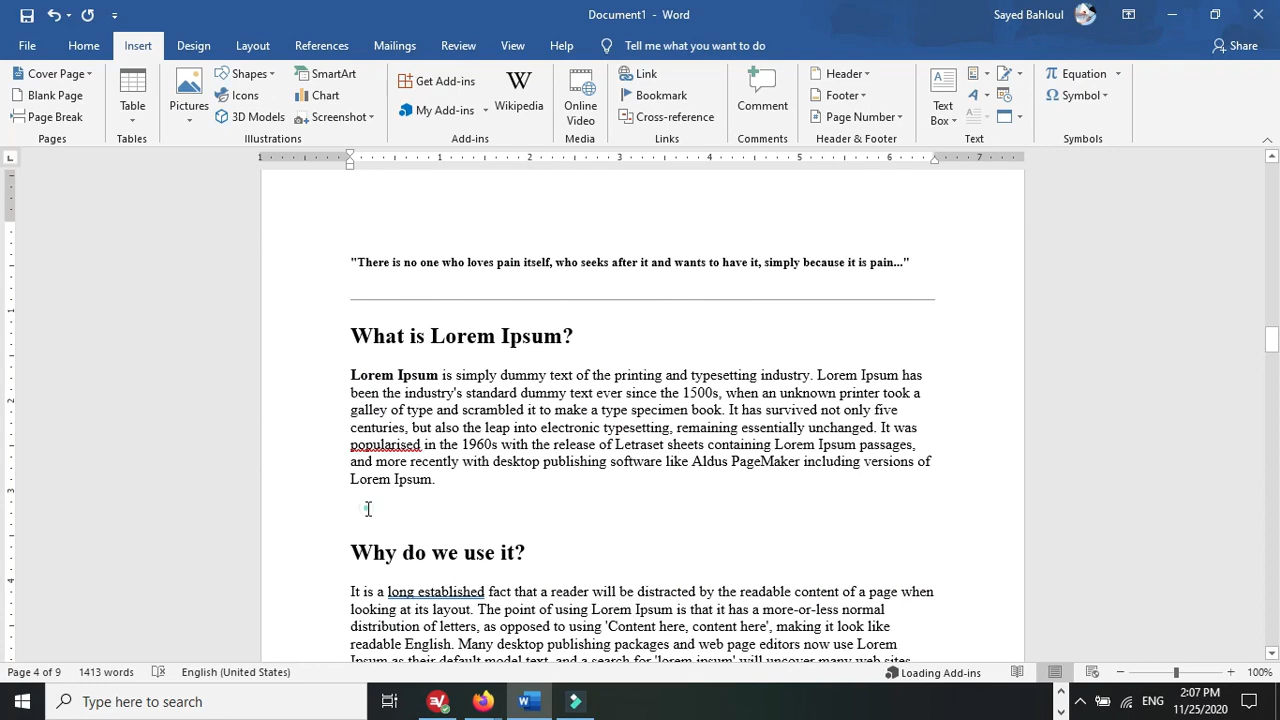 Document1 - Word
Sayed Bahloul
File Home Insert Design Layout References Mailings Review View Help Tell me what you want to do Share
Cover Page
Blank Page
Page Break
Pages
Table
Tables
Pictures
Shapes
Icons
3D Models
SmartArt
Chart
Screenshot
Illustrations
Get Add-ins
My Add-ins
W
Wikipedia
Add-ins
Online
Video
Media
Link
Bookmark
Cross-reference
Links
Comment
Comments
Header
Footer
Page Number
Header & Footer
Text
Box
Text
Equation
Symbol
Symbols
1 1 2 3 4 5 6 7
1
2
3
4
"There is no one who loves pain itself, who seeks after it and wants to have it, simply because it is pain..."
What is Lorem Ipsum?
Lorem Ipsum is simply dummy text of the printing and typesetting industry. Lorem Ipsum has
been the industry's standard dummy text ever since the 1500s, when an unknown printer took a
galley of type and scrambled it to make a type specimen book. It has survived not only five
centuries, but also the leap into electronic typesetting, remaining essentially unchanged. It was
popularised in the 1960s with the release of Letraset sheets containing Lorem Ipsum passages,
and more recently with desktop publishing software like Aldus PageMaker including versions of
Lorem Ipsum.
Why do we use it?
It is a long established fact that a reader will be distracted by the readable content of a page when
looking at its layout. The point of using Lorem Ipsum is that it has a more-or-less normal
distribution of letters, as opposed to using 'Content here, content here', making it look like
readable English. Many desktop publishing packages and web page editors now use Lorem
Ipsum as their default model text, and a search for 'lorem ipsum' will uncover many web sites
Page 4 of 9 1413 words English (United States) Loading Add-ins 100%
Type here to search
ENG
2:07 PM
11/25/2020